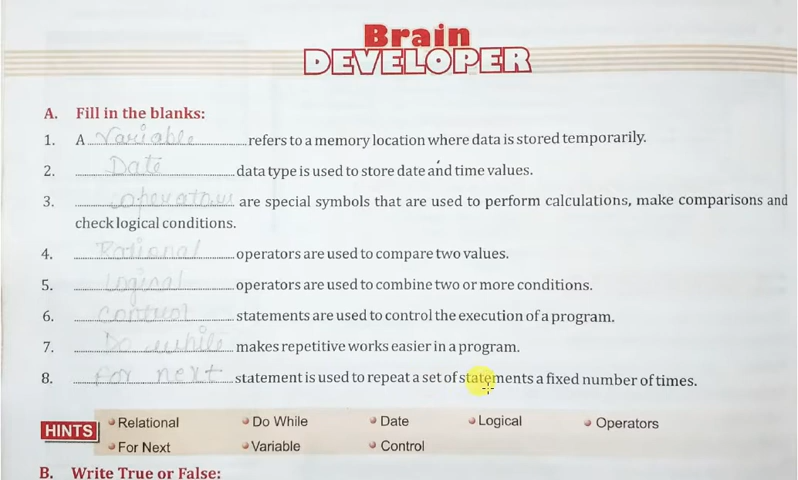 Brain
DEVELOPER
A. Fill in the blanks:
1. A Variable refers to a memory location where data is stored temporarily.
2. Date data type is used to store date and time values.
3. operators are special symbols that are used to perform calculations, make comparisons and
check logical conditions.
4. Rational operators are used to compare two values.
5. Loginal operators are used to combine two or more conditions.
6. control statements are used to control the execution of a program.
7. Do while makes repetitive works easier in a program.
8. for next statement is used to repeat a set of statements a fixed number of times.
HINTS
Relational Do While Date Logical Operators
For Next Variable Control
B. Write True or False: